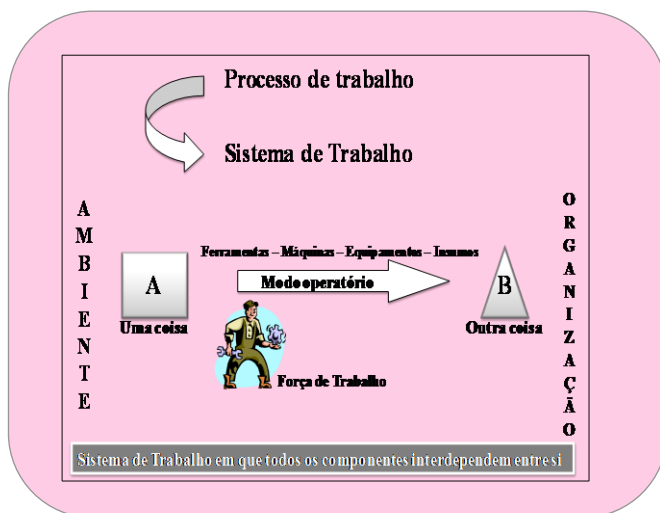 Processo de trabalho
Sistema de Trabalho
AMBIENTE
ORGANIZAÇÃO
Ferramentas – Máquinas – Equipamentos – Insumos
A
Modo operatório
B
Uma coisa
Outra coisa
Força de Trabalho
Sistema de Trabalho em que todos os componentes interdependem entre si